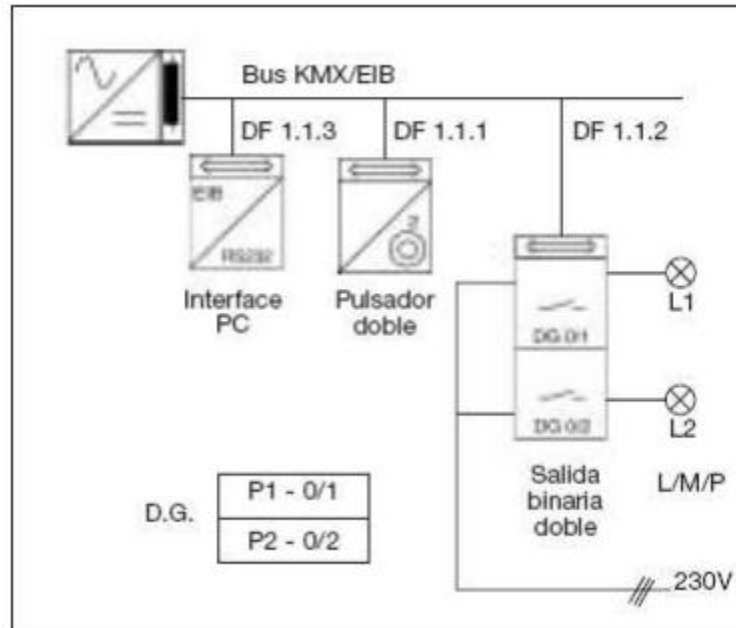 Bus KMX/EIB
DF 1.1.3
DF 1.1.1
DF 1.1.2
EIB
RS232
2
Interface
PC
Pulsador
doble
DG 0/1
DG 0/2
L1
L2
Salida
binaria
doble
L/M/P
D.G.
P1 - 0/1
P2 - 0/2
230V